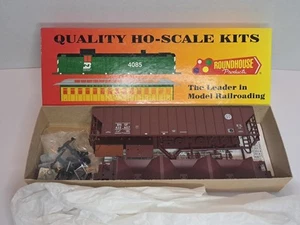 QUALITY HO-SCALE KITS
4085
ROUNDHOUSE
Products
The Leader in
Model Railroading